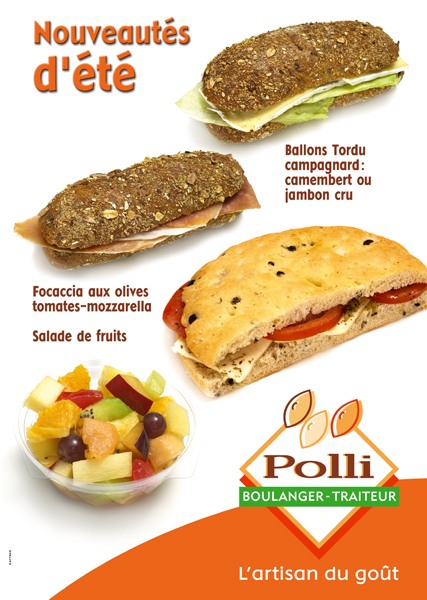 Nouveautés
d'été
Ballons Tordu
campagnard:
camembert ou
jambon cru
Focaccia aux olives
tomates-mozzarella
Salade de fruits
Polli
BOULANGER-TRAITEUR
L'artisan du goût